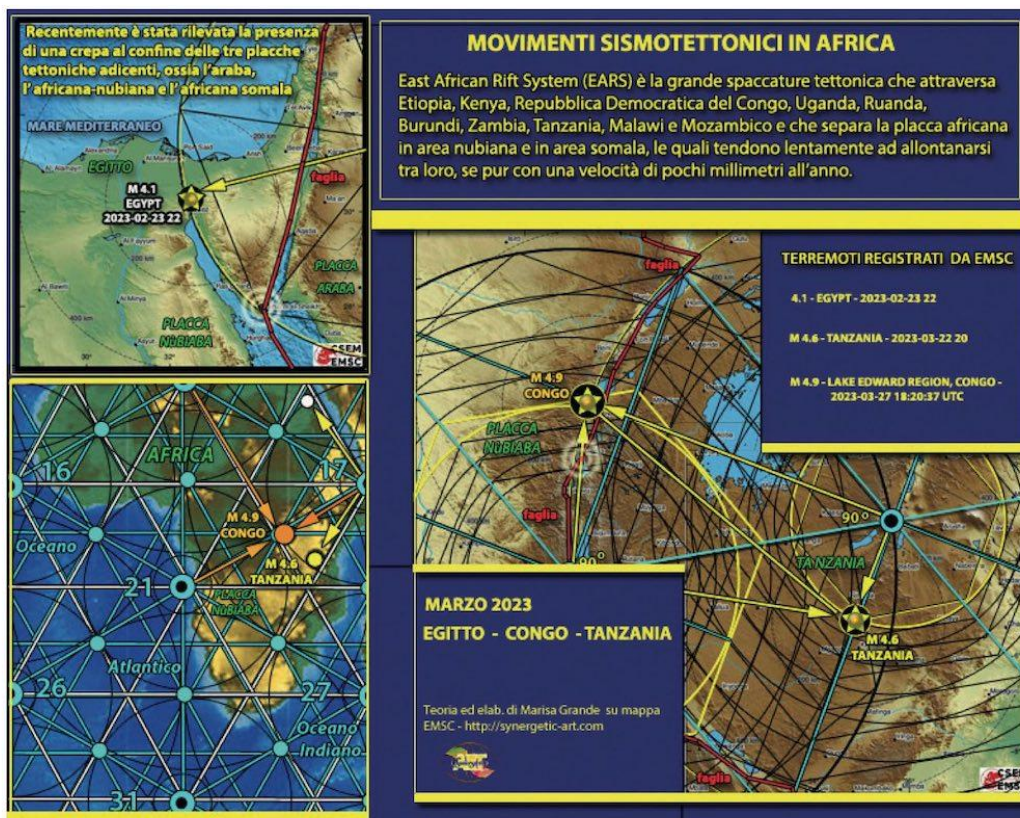 Recentemente è stata rilevata la presenza
di una crepa al confine delle tre placche
tettoniche adicenti, ossia l'araba,
l'africana-nubiana e l'africana somala
MARE MEDITERRANEO
EGITTO
M 4.1
EGYPT
2023-02-23 22
faglia
PLACCA
ARABA
PLACCA
NùBIABA
CSEM
EMSC
MOVIMENTI SISMOTETTONICI IN AFRICA
East African Rift System (EARS) è la grande spaccature tettonica che attraversa
Etiopia, Kenya, Repubblica Democratica del Congo, Uganda, Ruanda,
Burundi, Zambia, Tanzania, Malawi e Mozambico e che separa la placca africana
in area nubiana e in area somala, le quali tendono lentamente ad allontanarsi
tra loro, se pur con una velocità di pochi millimetri all'anno.
TERREMOTI REGISTRATI DA EMSC
4.1 - EGYPT - 2023-02-23 22
M 4.6 - TANZANIA - 2023-03-22 20
M 4.9 - LAKE EDWARD REGION, CONGO -
2023-03-27 18:20:37 UTC
faglia
M 4.9
CONGO
PLACCA
NùBIABA
faglia
90°
90°
TANZANIA
M 4.6
TANZANIA
faglia
CSEM
EMSC
AFRICA
16
17
M 4.9
CONGO
Oceano
M 4.6
TANZANIA
21
PLACCA
NùBIABA
Atlantico
26
27
Oceano
Indiano
31
MARZO 2023
EGITTO - CONGO - TANZANIA
Teoria ed elab. di Marisa Grande su mappa
EMSC - http://synergetic-art.com